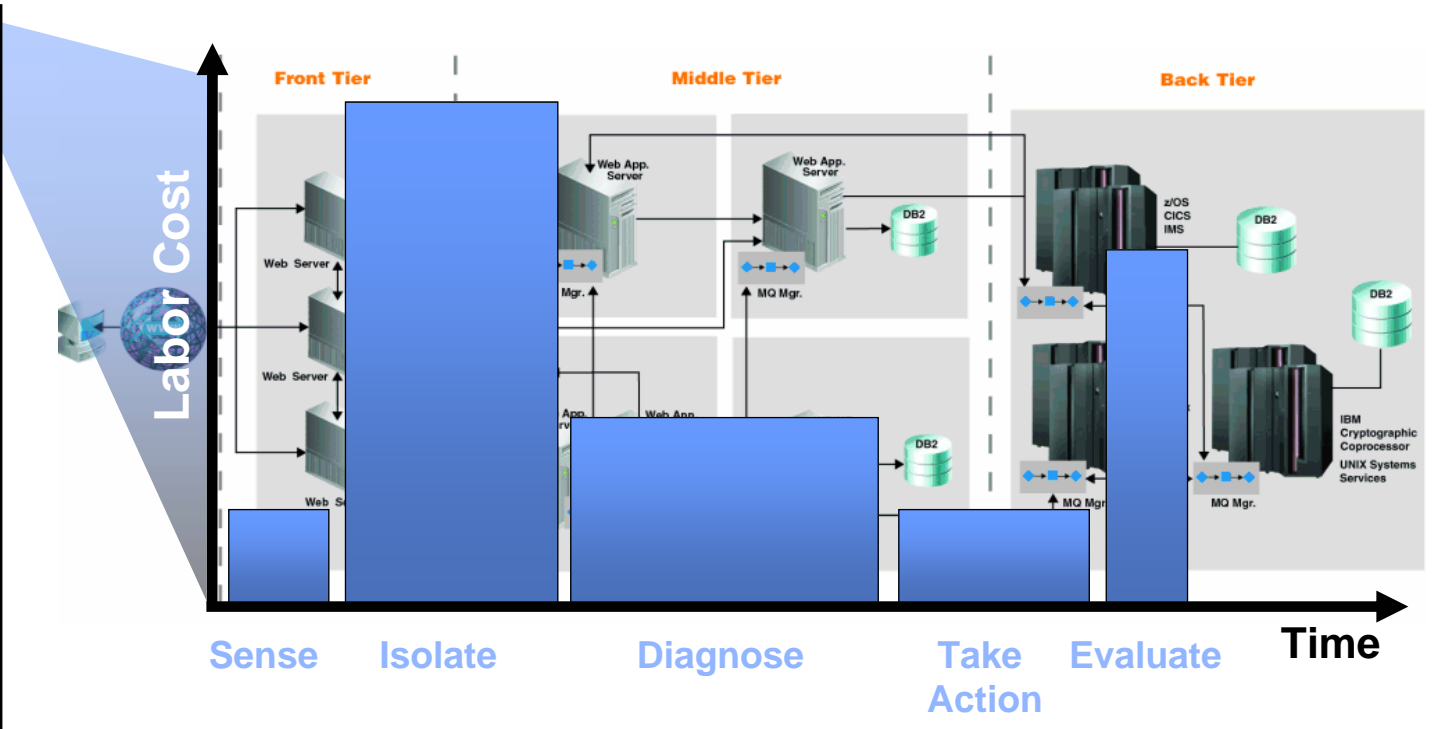 Front Tier
Middle Tier
Back Tier
Labor Cost
Web App.
Server
Web App.
Server
DB2
z/OS
CICS
IMS
DB2
Web Server
Mgr.
MQ Mgr.
DB2
Web Server
App.
Web App
IBM
Cryptographic
Coprocessor
UNIX Systems
Services
DB2
Web
MQ Mgr
MQ Mgr.
Sense
Isolate
Diagnose
Take
Action
Evaluate
Time